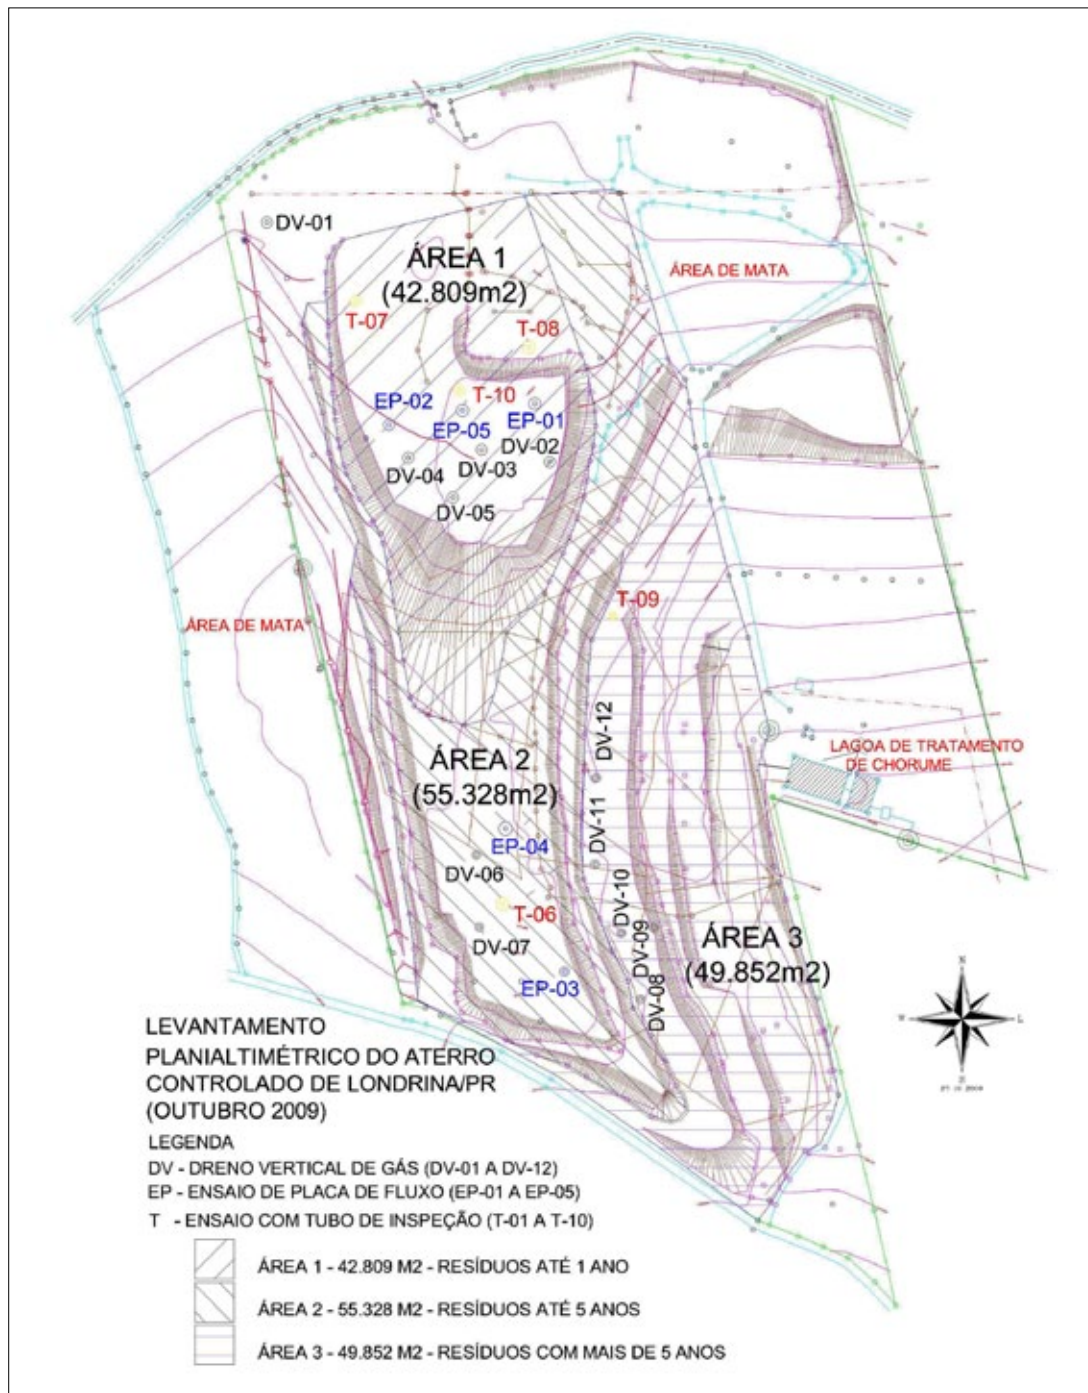 DV-01
ÁREA 1
(42.809m2)
ÁREA DE MATA
T-07
T-08
EP-02
T-10
EP-05
EP-01
DV-02
DV-04
DV-03
DV-05
T-09
ÁREA DE MATA
DV-12
LAGOA DE TRATAMENTO
DE CHORUME
ÁREA 2
(55.328m2)
DV-11
EP-04
DV-06
DV-10
T-06
DV-07
DV-09
ÁREA 3
(49.852m2)
EP-03
DV-08
N
W
L
S
LEVANTAMENTO
PLANIALTIMÉTRICO DO ATERRO
CONTROLADO DE LONDRINA/PR
(OUTUBRO 2009)
LEGENDA
DV - DRENO VERTICAL DE GÁS (DV-01 A DV-12)
EP - ENSAIO DE PLACA DE FLUXO (EP-01 A EP-05)
T - ENSAIO COM TUBO DE INSPEÇÃO (T-01 A T-10)
ÁREA 1 - 42.809 M2 - RESÍDUOS ATÉ 1 ANO
ÁREA 2 - 55.328 M2 - RESÍDUOS ATÉ 5 ANOS
ÁREA 3 - 49.852 M2 - RESÍDUOS COM MAIS DE 5 ANOS